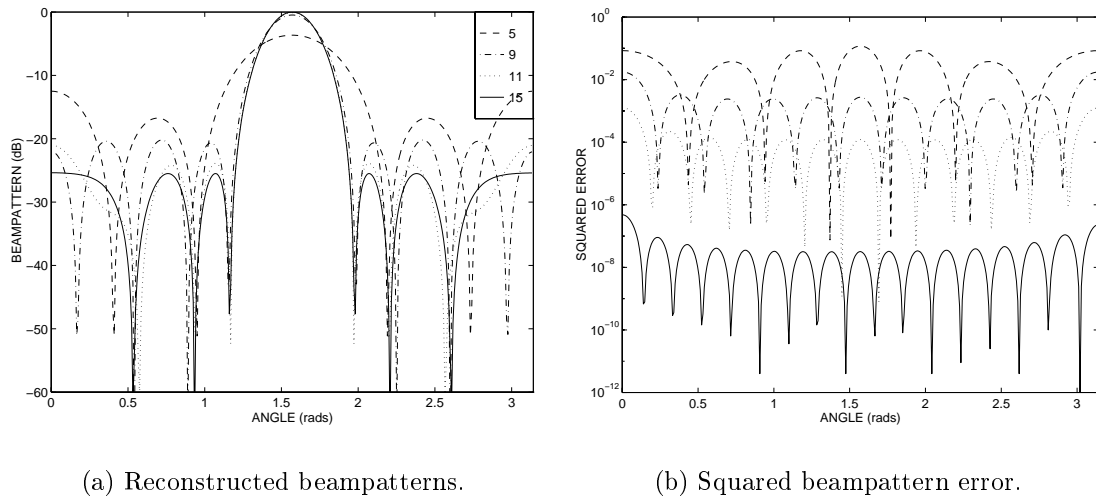 0
−10
−20
−30
−40
−50
−60
BEAMPATTERN (dB)
0 0.5 1 1.5 2 2.5 3
ANGLE (rads)
5
9
11
15
(a) Reconstructed beampatterns.
10^0
10^−2
10^−4
10^−6
10^−8
10^−10
10^−12
SQUARED ERROR
0 0.5 1 1.5 2 2.5 3
ANGLE (rads)
(b) Squared beampattern error.